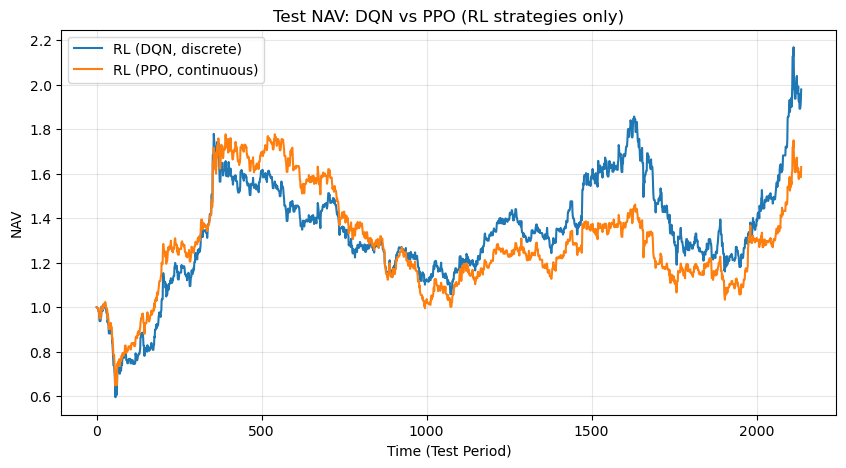 Test NAV: DQN vs PPO (RL strategies only)
RL (DQN, discrete)
RL (PPO, continuous)
NAV
2.2
2.0
1.8
1.6
1.4
1.2
1.0
0.8
0.6
0 500 1000 1500 2000
Time (Test Period)